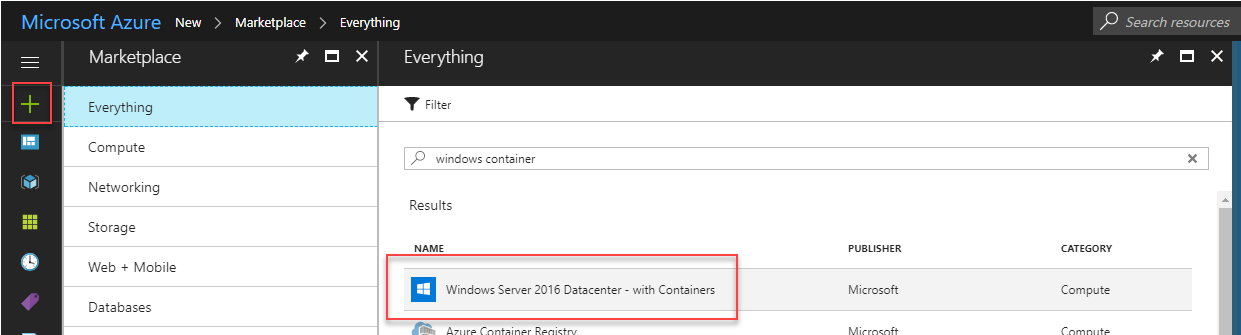 Microsoft Azure New > Marketplace > Everything Search resources
Marketplace
Everything
Compute
Networking
Storage
Web + Mobile
Databases
Everything
Filter
windows container
Results
NAME PUBLISHER CATEGORY
Windows Server 2016 Datacenter - with Containers Microsoft Compute
Azure Container Registry Microsoft Compute